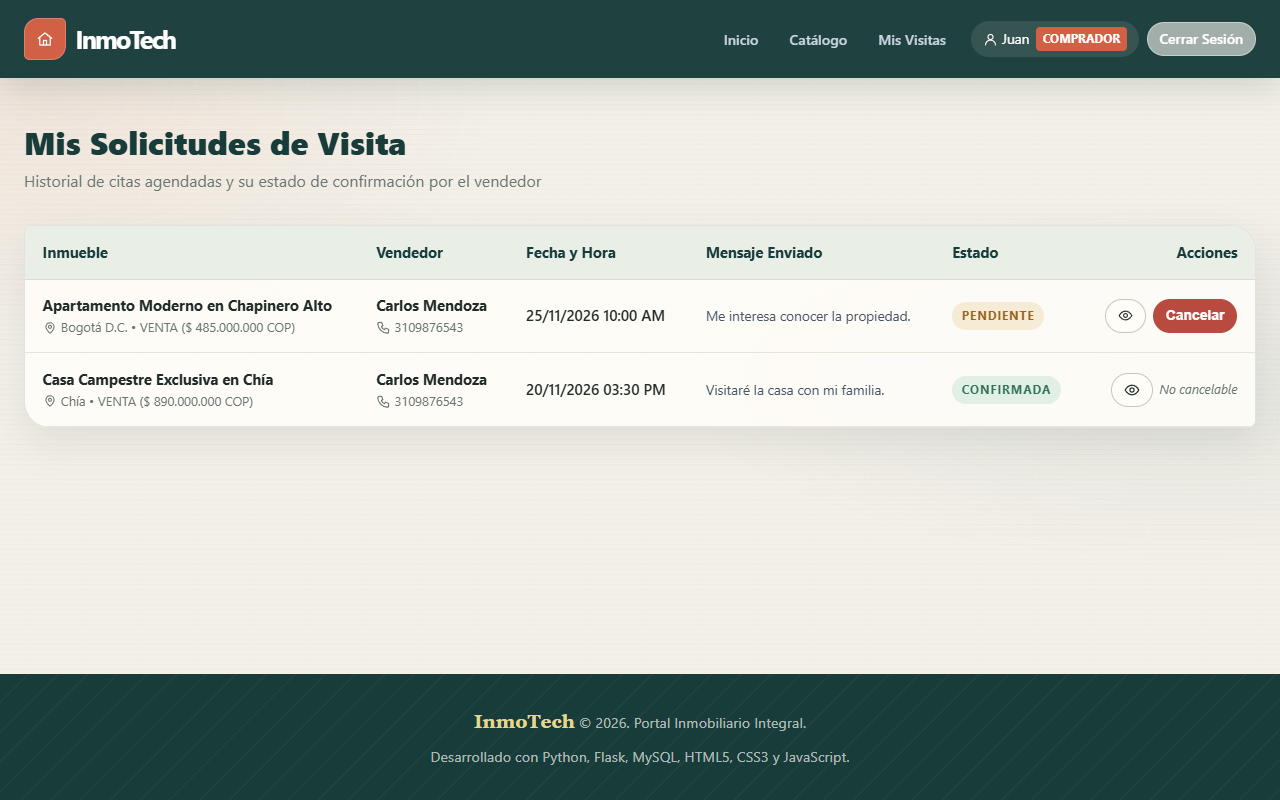 InmoTech
Inicio Catálogo Mis Visitas Juan COMPRADOR Cerrar Sesión
Mis Solicitudes de Visita
Historial de citas agendadas y su estado de confirmación por el vendedor
Inmueble Vendedor Fecha y Hora Mensaje Enviado Estado Acciones
Apartamento Moderno en Chapinero Alto
Bogotá D.C. • VENTA ($ 485.000.000 COP)
Carlos Mendoza
3109876543
25/11/2026 10:00 AM
Me interesa conocer la propiedad.
PENDIENTE
Cancelar
Casa Campestre Exclusiva en Chía
Chía • VENTA ($ 890.000.000 COP)
Carlos Mendoza
3109876543
20/11/2026 03:30 PM
Visitaré la casa con mi familia.
CONFIRMADA
No cancelable
InmoTech © 2026. Portal Inmobiliario Integral.
Desarrollado con Python, Flask, MySQL, HTML5, CSS3 y JavaScript.